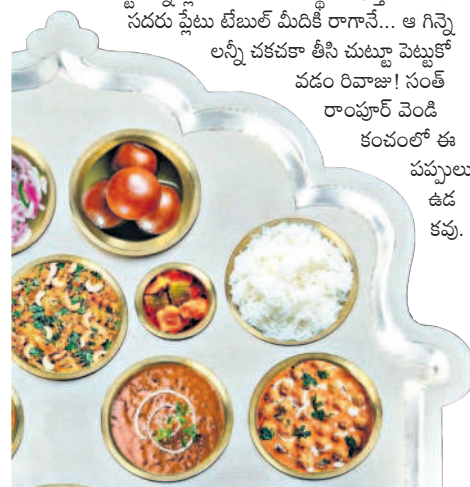 సదరు ప్లేటు టేబుల్ మీదికి రాగానే... ఆ గిన్నె
లన్నీ చకచకా తీసి చుట్టూ పెట్టుకో
వడం రివాజు! సంత్
రాంపూర్ వెండి
కంచంలో ఈ
పప్పులు
ఉడ
కవు.